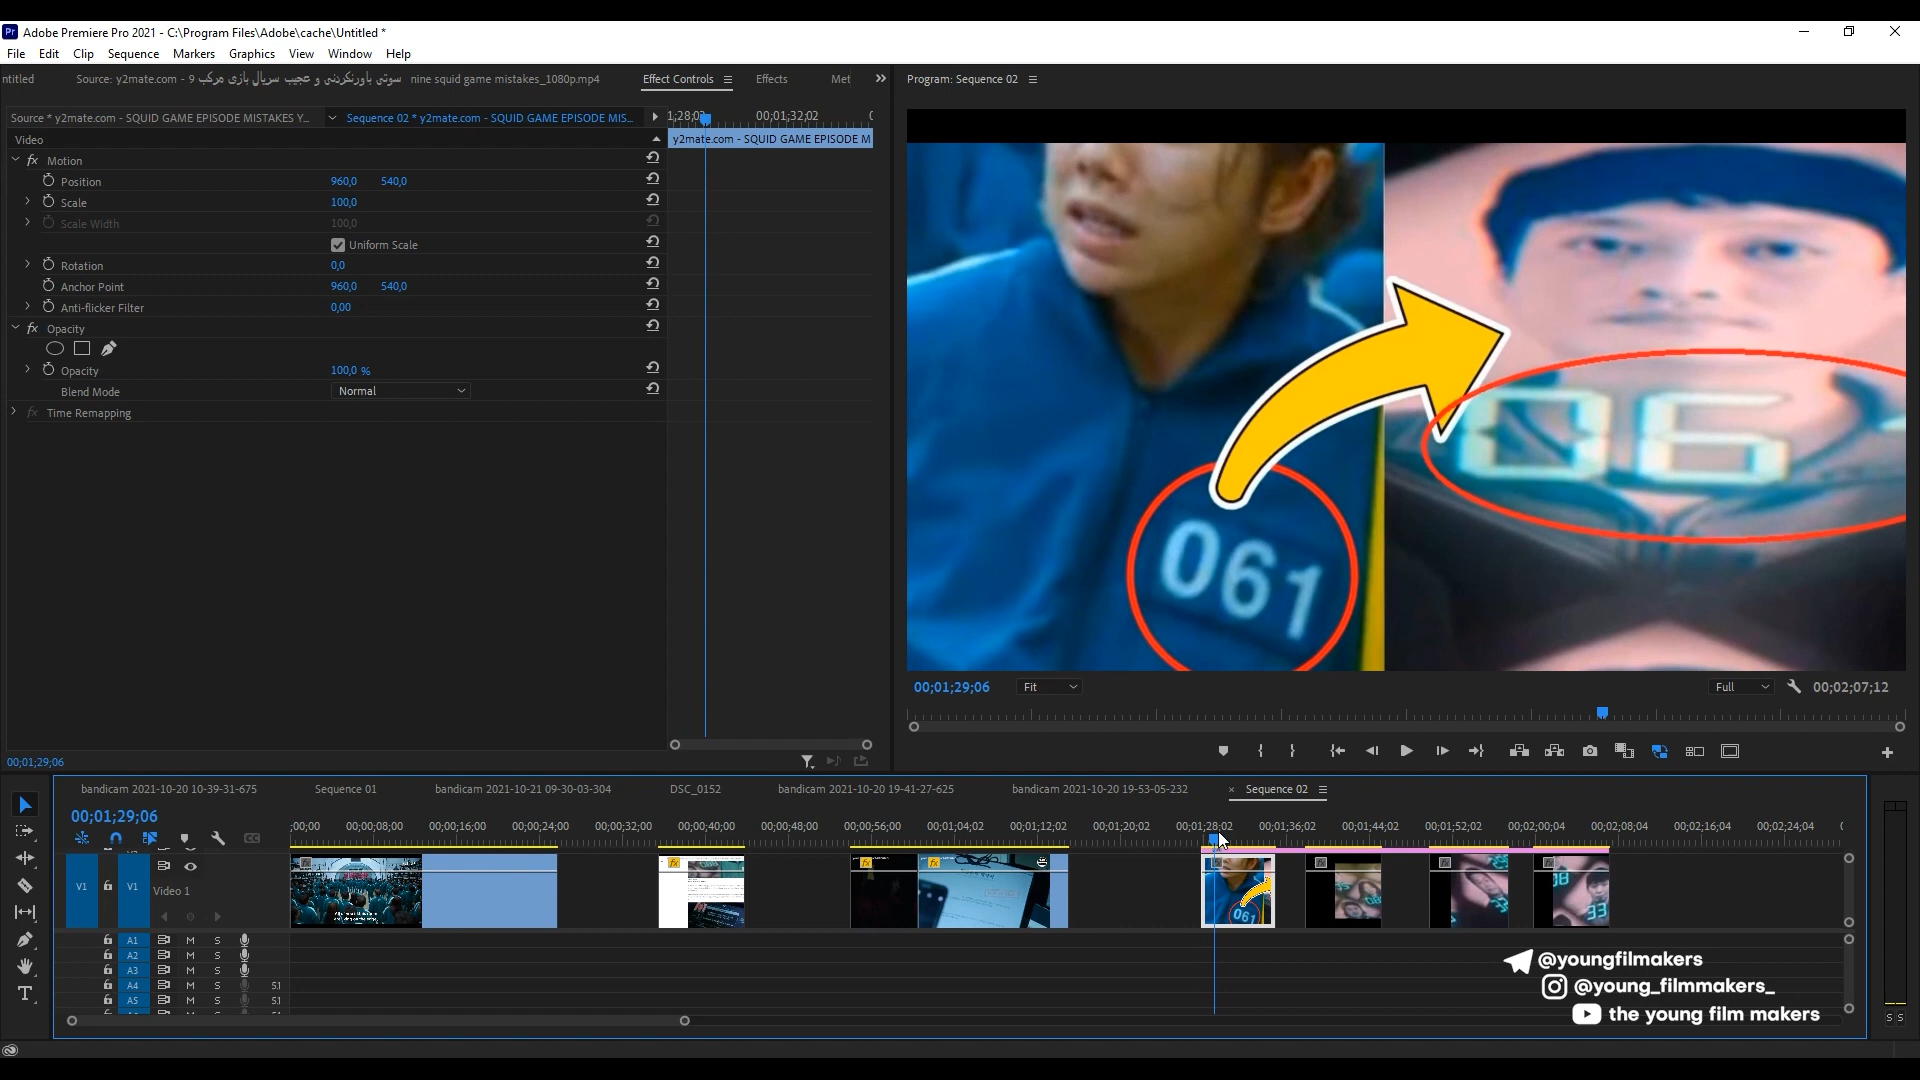 Adobe Premiere Pro 2021 - C:\Program Files\Adobe\cache\Untitled *
File Edit Clip Sequence Markers Graphics View Window Help
ntitled Source: y2mate.com - 9 سوتی باورنکردنی و عجیب سریال بازی مرکب nine squid game mistakes_1080p.mp4 Effect Controls Effects Met
Program: Sequence 02
Source * y2mate.com - SQUID GAME EPISODE MISTAKES Y... Sequence 02 * y2mate.com - SQUID GAME EPISODE MIS...
00;01;32;02
Video
y2mate.com - SQUID GAME EPISODE M
fx Motion
Position 960,0 540,0
Scale 100,0
Scale Width 100,0
Uniform Scale
Rotation 0,0
Anchor Point 960,0 540,0
Anti-flicker Filter 0,00
fx Opacity
Opacity 100,0 %
Blend Mode Normal
fx Time Remapping
061
06
00;01;29;06 Fit Full 00;02;07;12
00;01;29;06
bandicam 2021-10-20 10-39-31-675 Sequence 01 bandicam 2021-10-21 09-30-03-304 DSC_0152 bandicam 2021-10-20 19-41-27-625 bandicam 2021-10-20 19-53-05-232 × Sequence 02
00;01;29;06
;00;00 00;00;08;00 00;00;16;00 00;00;24;00 00;00;32;00 00;00;40;00 00;00;48;00 00;00;56;00 00;01;04;02 00;01;12;02 00;01;20;02 00;01;28;02 00;01;36;02 00;01;44;02 00;01;52;02 00;02;00;04 00;02;08;04 00;02;16;04 00;02;24;04
V1 V1
Video 1
A1 M S
A2 M S
A3 M S
A4 M S 5.1
A5 M S 5.1
@youngfilmakers
@young_filmmakers_
the young film makers
S S